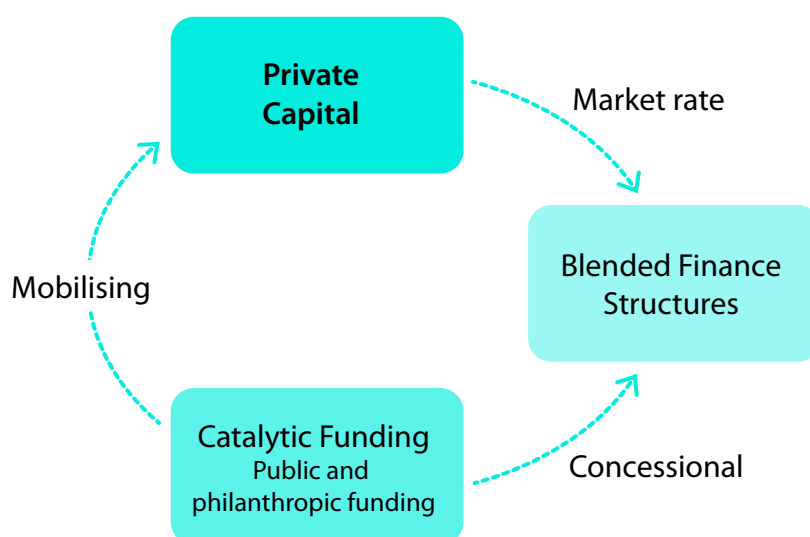 Private
Capital
Market rate
Blended Finance
Structures
Mobilising
Catalytic Funding
Public and
philanthropic funding
Concessional